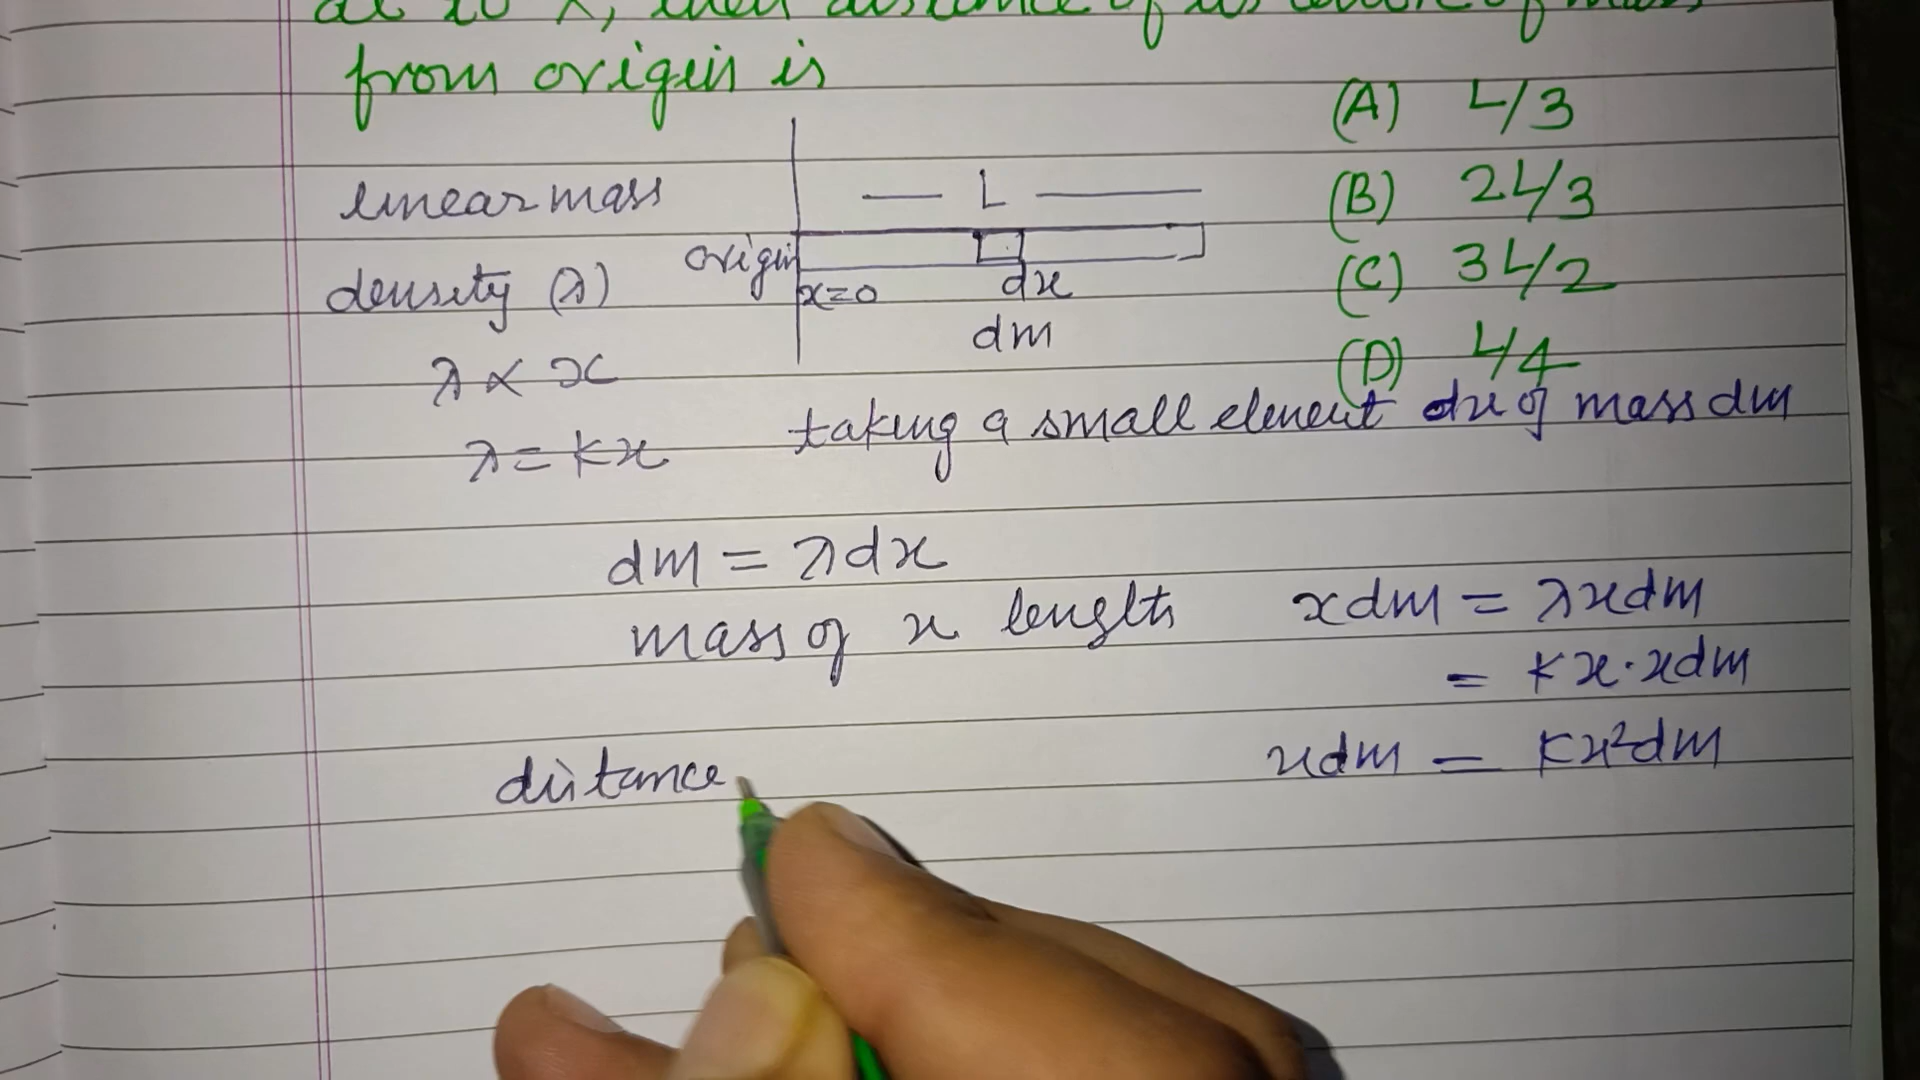 from origin is
(A) L/3
linear mass
L
(B) 2L/3
density (λ)
origin
x=0
dx
(C) 3L/2
dm
λ ∝ x
(D) L/4
taking a small element dx of mass dm
λ = kx
dm = λdx
mass of x length
xdm = λxdm
= kx·xdm
xdm = kx²dm
distance